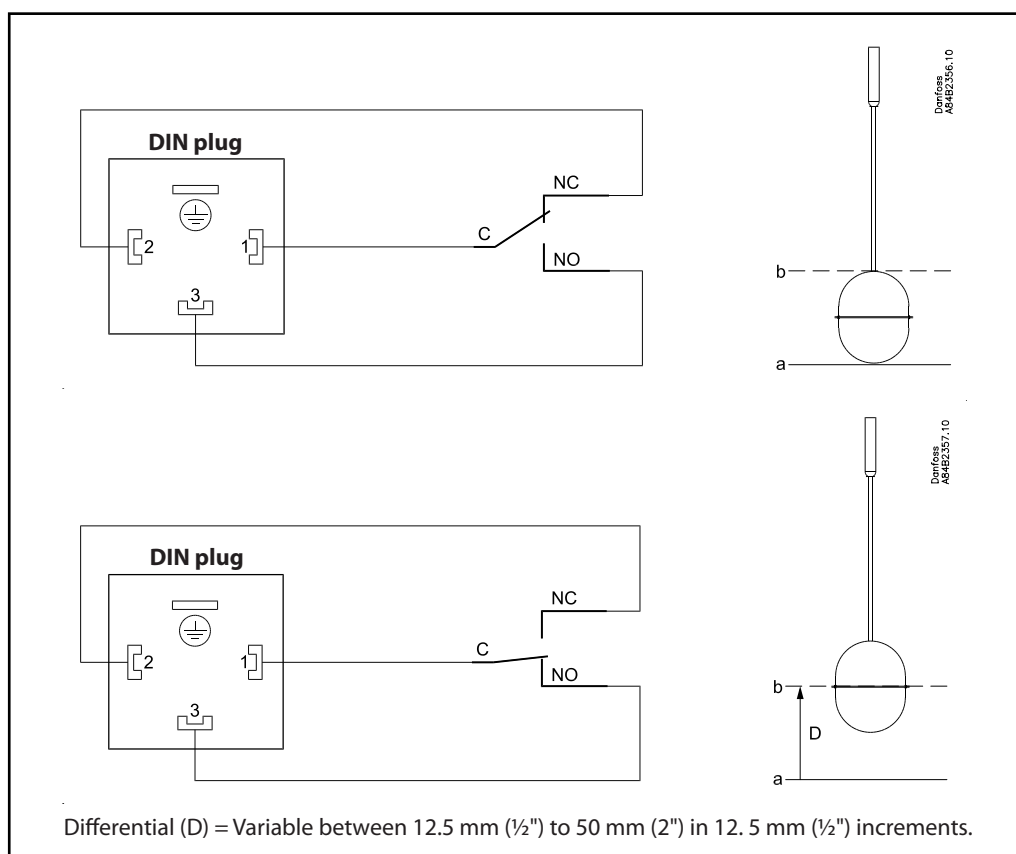 DIN plug
2
1
3
C
NC
NO
b
a
Danfoss
A84B2356.10
DIN plug
2
1
3
C
NC
NO
b
D
a
Danfoss
A84B2357.10
Differential (D) = Variable between 12.5 mm (½") to 50 mm (2") in 12. 5 mm (½") increments.